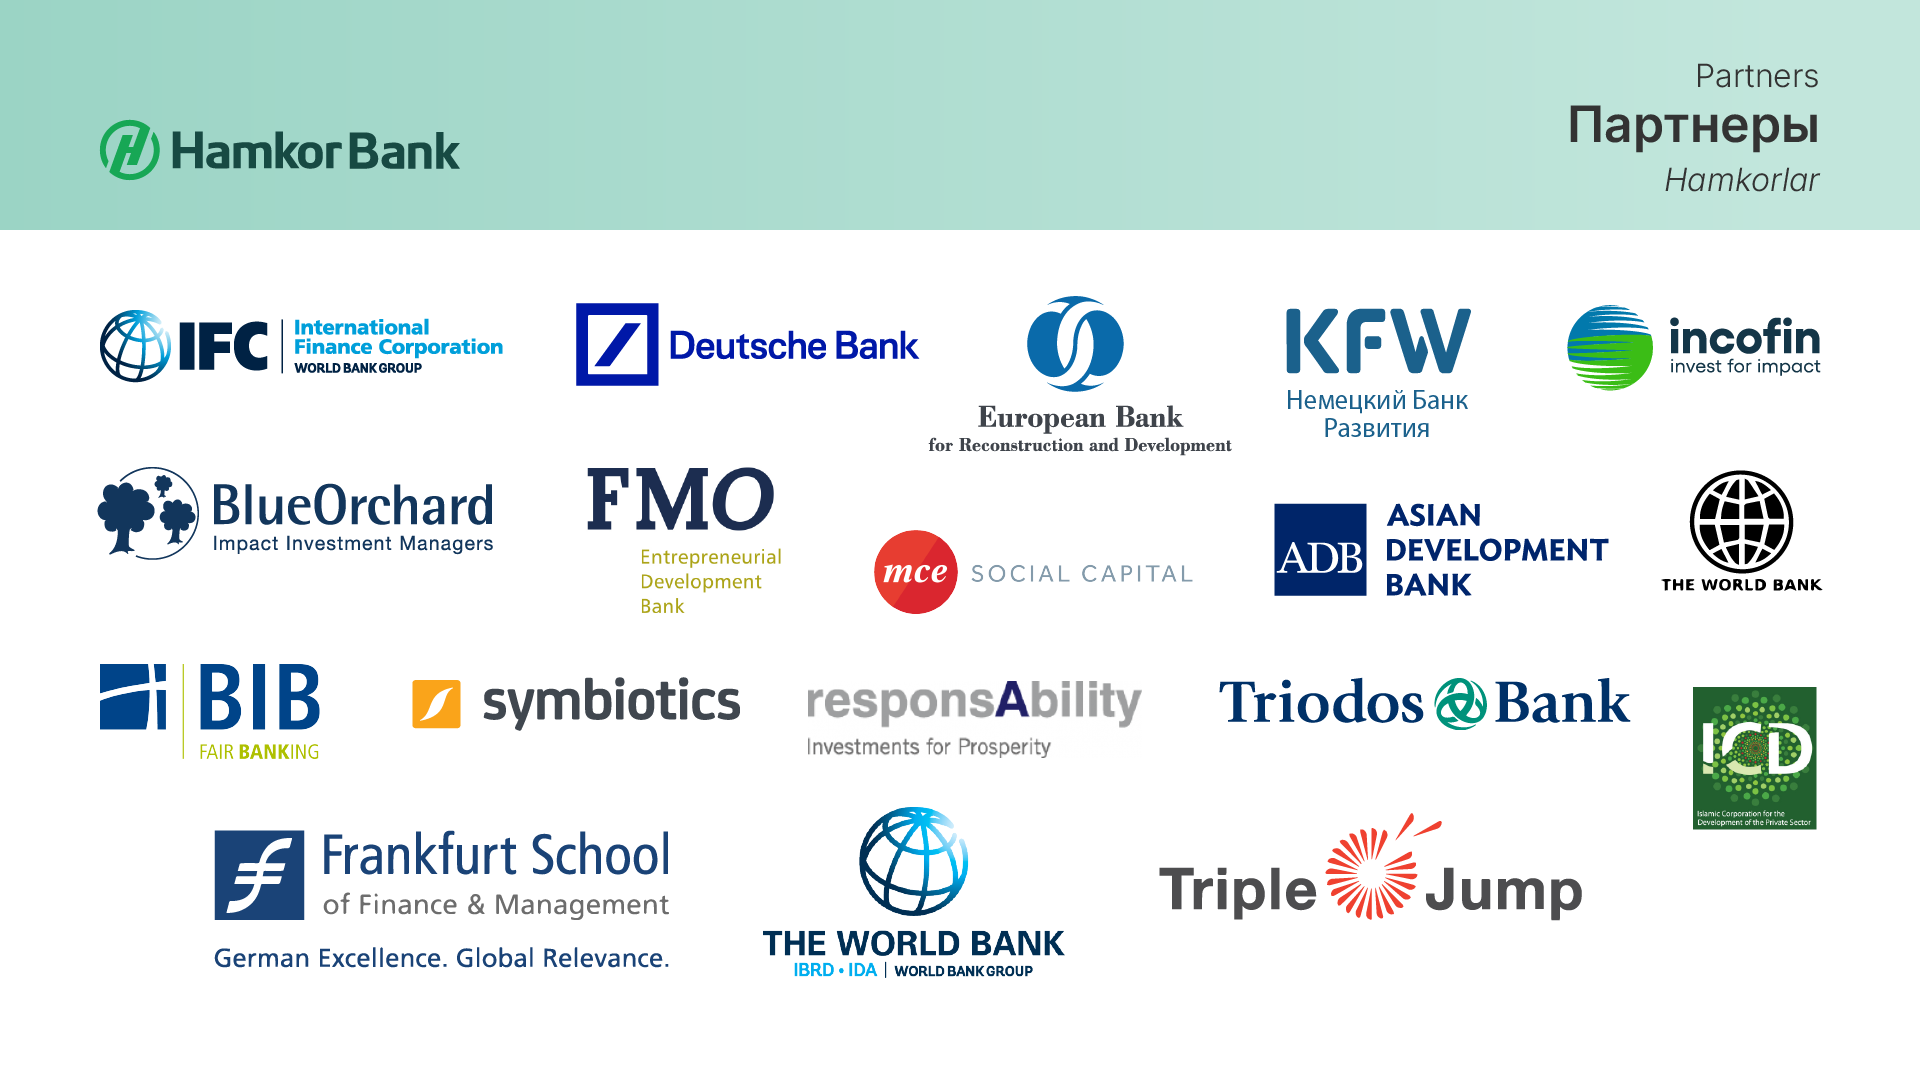 Hamkor Bank
Partners
Партнеры
Hamkorlar
IFC
International
Finance Corporation
WORLD BANK GROUP
Deutsche Bank
European Bank
for Reconstruction and Development
KFW
Немецкий Банк
Развития
incofin
invest for impact
BlueOrchard
Impact Investment Managers
FMO
Entrepreneurial
Development
Bank
mce SOCIAL CAPITAL
ADB
ASIAN
DEVELOPMENT
BANK
THE WORLD BANK
BIB
FAIR BANKING
symbiotics
responsAbility
Investments for Prosperity
Triodos Bank
ICD
Islamic Corporation for the
Development of the Private Sector
Frankfurt School
of Finance & Management
German Excellence. Global Relevance.
THE WORLD BANK
IBRD • IDA | WORLD BANK GROUP
Triple Jump